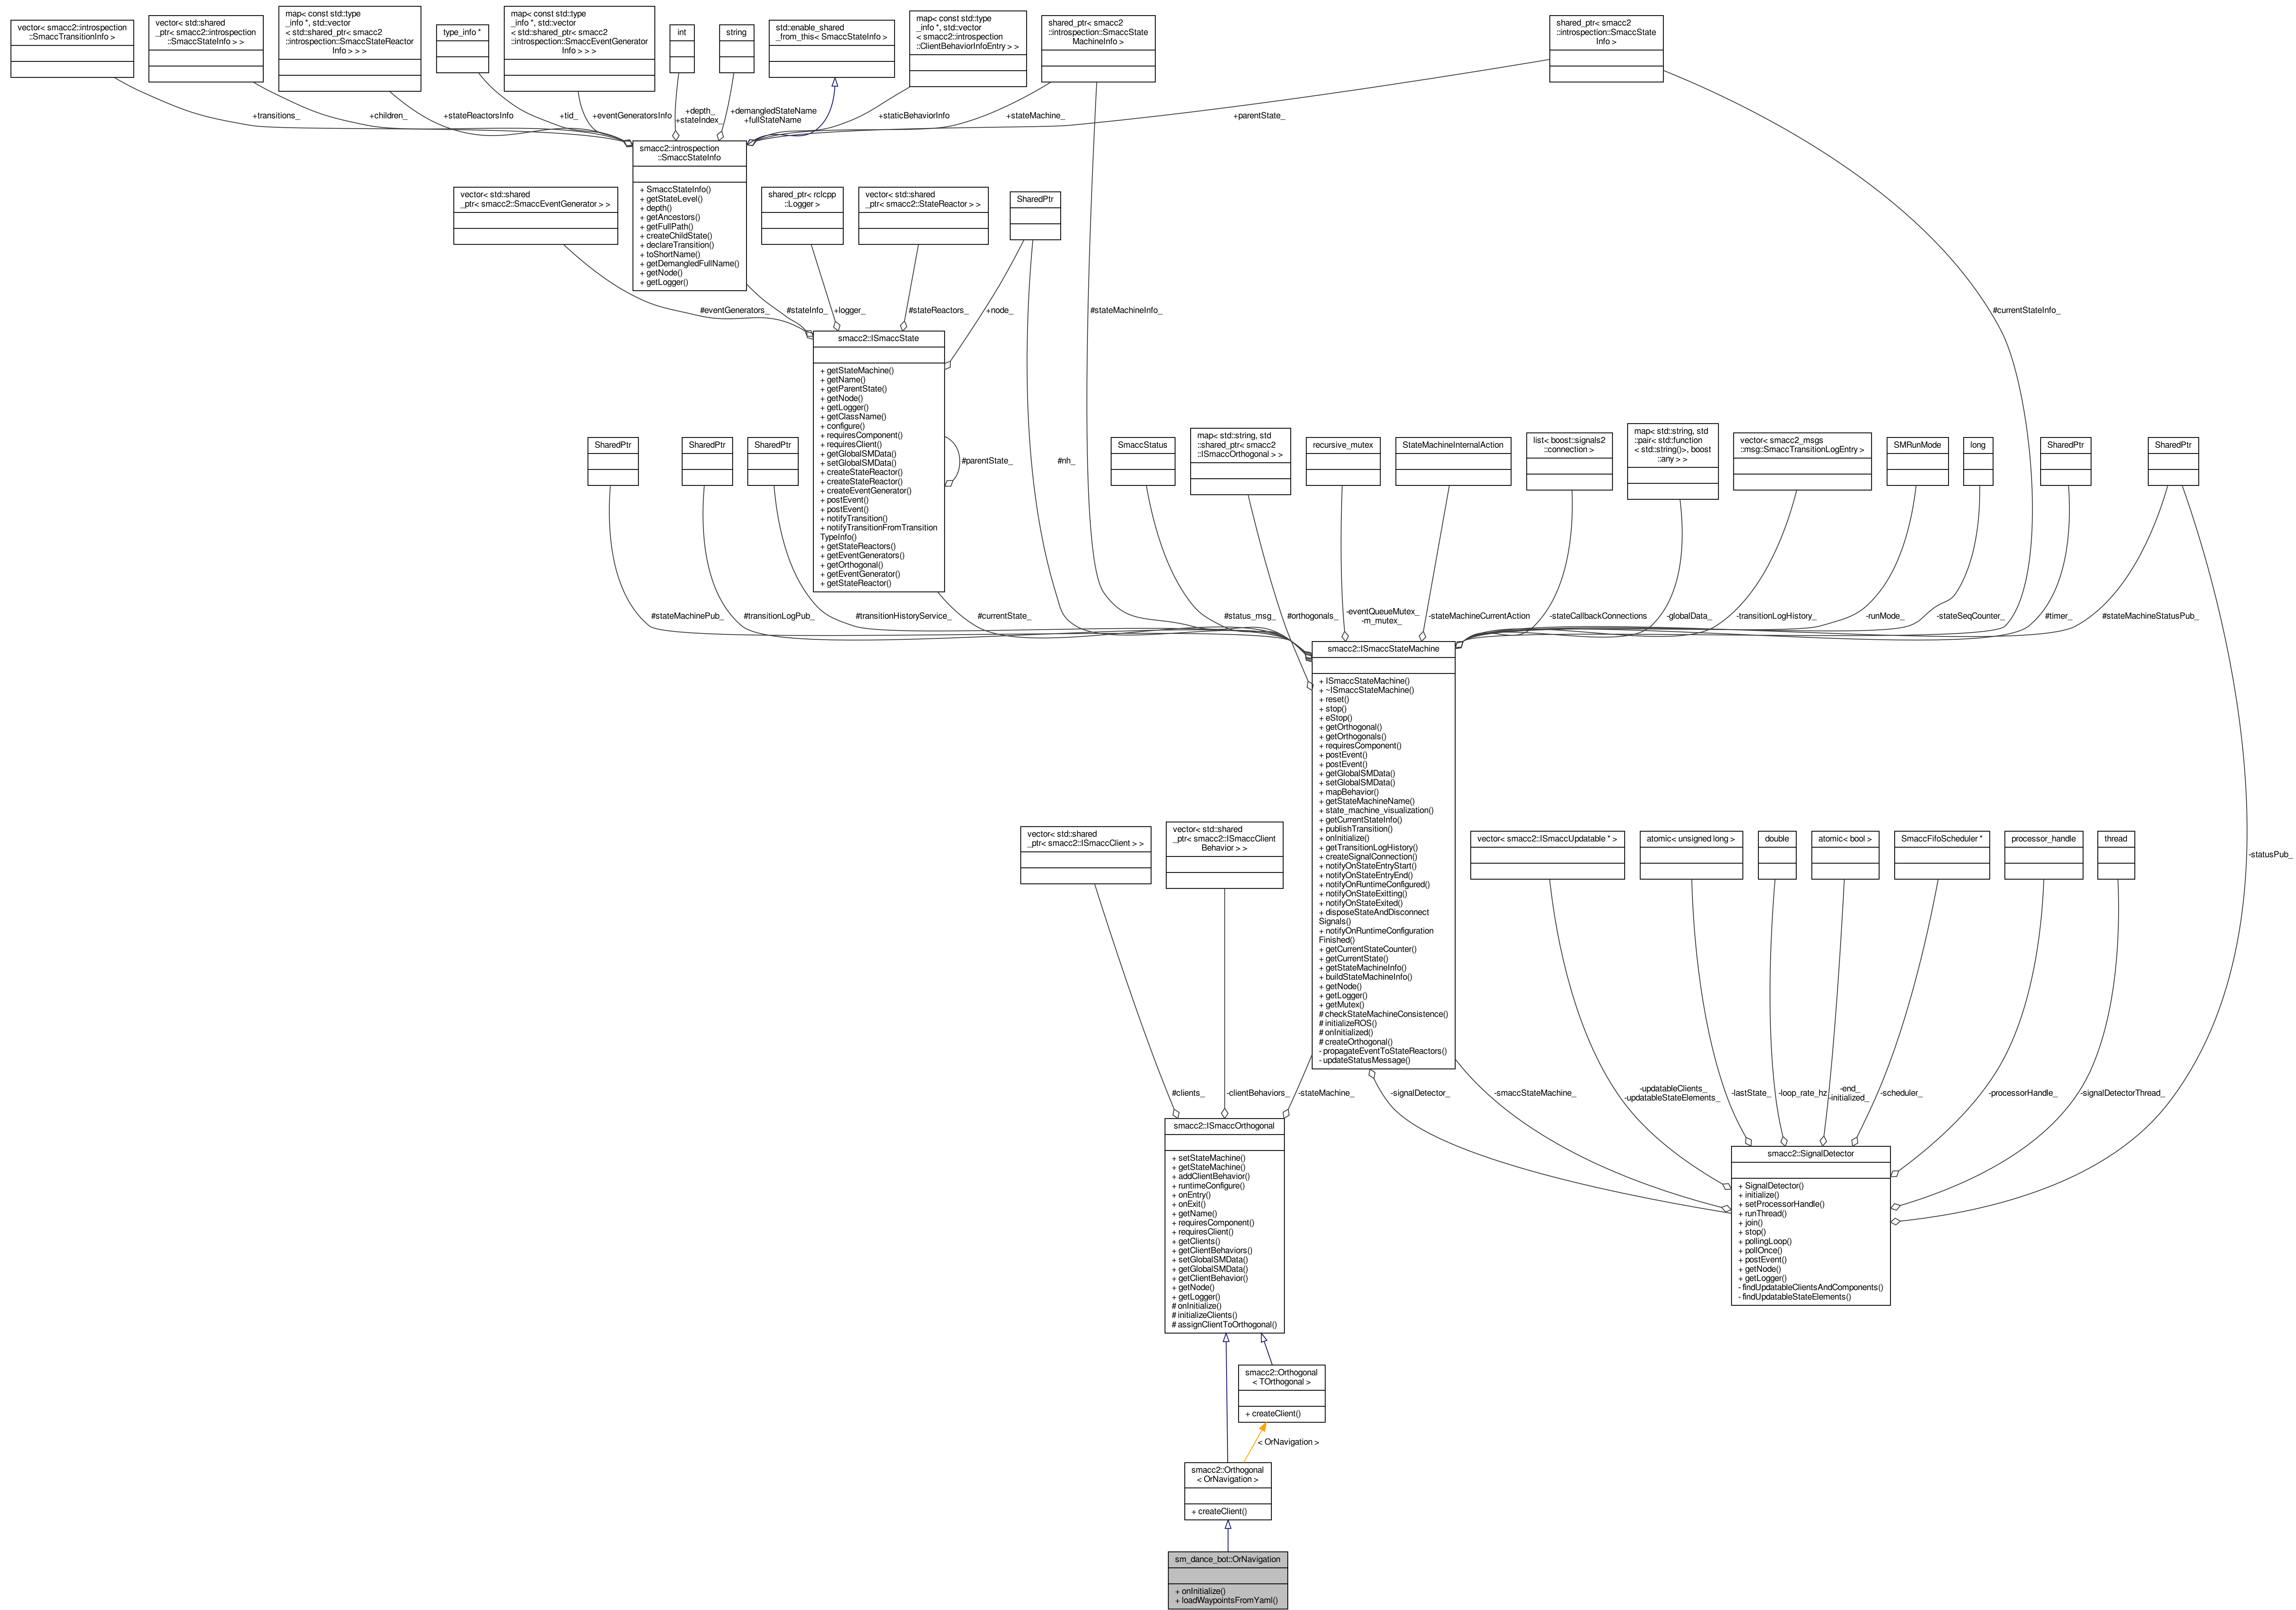 vector< smacc2::introspection
::SmaccTransitionInfo >
vector< std::shared
_ptr< smacc2::introspection
::SmaccStateInfo > >
map< const std::type
_info *, std::vector
< std::shared_ptr< smacc2
::introspection::SmaccStateReactor
Info > > >
type_info *
map< const std::type
_info *, std::vector
< std::shared_ptr< smacc2
::introspection::SmaccEventGenerator
Info > > >
int
string
std::enable_shared
_from_this< SmaccStateInfo >
map< const std::type
_info *, std::vector
< smacc2::introspection
::ClientBehaviorInfoEntry > >
shared_ptr< smacc2
::introspection::SmaccState
MachineInfo >
shared_ptr< smacc2
::introspection::SmaccState
Info >
+transitions_
+children_
+stateReactorsInfo
+tid_
+eventGeneratorsInfo
+depth_
+stateIndex_
+demangledStateName
+fullStateName
+staticBehaviorInfo
+stateMachine_
+parentState_
smacc2::introspection
::SmaccStateInfo
+ SmaccStateInfo()
+ getStateLevel()
+ depth()
+ getAncestors()
+ getFullPath()
+ createChildState()
+ declareTransition()
+ toShortName()
+ getDemangledFullName()
+ getNode()
+ getLogger()
vector< std::shared
_ptr< smacc2::SmaccEventGenerator > >
shared_ptr< rclcpp
::Logger >
vector< std::shared
_ptr< smacc2::StateReactor > >
SharedPtr
#eventGenerators_
#stateInfo_
+logger_
#stateReactors_
+node_
#stateMachineInfo_
#currentStateInfo_
smacc2::ISmaccState
+ getStateMachine()
+ getName()
+ getParentState()
+ getNode()
+ getLogger()
+ getClassName()
+ configure()
+ requiresComponent()
+ requiresClient()
+ getGlobalSMData()
+ setGlobalSMData()
+ createStateReactor()
+ createStateReactor()
+ createEventGenerator()
+ postEvent()
+ postEvent()
+ notifyTransition()
+ notifyTransitionFromTransition
TypeInfo()
+ getStateReactors()
+ getEventGenerators()
+ getOrthogonal()
+ getEventGenerator()
+ getStateReactor()
#parentState_
#nh_
SharedPtr
SharedPtr
SharedPtr
SmaccStatus
map< std::string, std
::shared_ptr< smacc2
::ISmaccOrthogonal > >
recursive_mutex
StateMachineInternalAction
list< boost::signals2
::connection >
map< std::string, std
::pair< std::function
< std::string()>, boost
::any > >
vector< smacc2_msgs
::msg::SmaccTransitionLogEntry >
SMRunMode
long
SharedPtr
SharedPtr
#stateMachinePub_
#transitionLogPub_
#transitionHistoryService_
#currentState_
#status_msg_
#orthogonals_
-eventQueueMutex_
-m_mutex_
-stateMachineCurrentAction
-stateCallbackConnections
-globalData_
-transitionLogHistory_
-runMode_
-stateSeqCounter_
#timer_
#stateMachineStatusPub_
smacc2::ISmaccStateMachine
+ ISmaccStateMachine()
+ ~ISmaccStateMachine()
+ reset()
+ stop()
+ eStop()
+ getOrthogonal()
+ getOrthogonals()
+ requiresComponent()
+ postEvent()
+ postEvent()
+ getGlobalSMData()
+ setGlobalSMData()
+ mapBehavior()
+ getStateMachineName()
+ state_machine_visualization()
+ getCurrentStateInfo()
+ publishTransition()
+ onInitialize()
+ getTransitionLogHistory()
+ createSignalConnection()
+ notifyOnStateEntryStart()
+ notifyOnStateEntryEnd()
+ notifyOnRuntimeConfigured()
+ notifyOnStateExitting()
+ notifyOnStateExited()
+ disposeStateAndDisconnect
Signals()
+ notifyOnRuntimeConfiguration
Finished()
+ getCurrentStateCounter()
+ getCurrentState()
+ getStateMachineInfo()
+ buildStateMachineInfo()
+ getNode()
+ getLogger()
+ getMutex()
# checkStateMachineConsistence()
# initializeROS()
# onInitialized()
# createOrthogonal()
- propagateEventToStateReactors()
- updateStatusMessage()
vector< std::shared
_ptr< smacc2::ISmaccClient > >
vector< std::shared
_ptr< smacc2::ISmaccClient
Behavior > >
vector< smacc2::ISmaccUpdatable * >
atomic< unsigned long >
double
atomic< bool >
SmaccFifoScheduler *
processor_handle
thread
-statusPub_
#clients_
-clientBehaviors_
-stateMachine_
-signalDetector_
-smaccStateMachine_
-updatableClients_
-updatableStateElements_
-lastState_
-loop_rate_hz
-end_
-initialized_
-scheduler_
-processorHandle_
-signalDetectorThread_
smacc2::ISmaccOrthogonal
+ setStateMachine()
+ getStateMachine()
+ addClientBehavior()
+ runtimeConfigure()
+ onEntry()
+ onExit()
+ getName()
+ requiresComponent()
+ requiresClient()
+ getClients()
+ getClientBehaviors()
+ setGlobalSMData()
+ getGlobalSMData()
+ getClientBehavior()
+ getNode()
+ getLogger()
# onInitialize()
# initializeClients()
# assignClientToOrthogonal()
smacc2::SignalDetector
+ SignalDetector()
+ initialize()
+ setProcessorHandle()
+ runThread()
+ join()
+ stop()
+ pollingLoop()
+ pollOnce()
+ postEvent()
+ getNode()
+ getLogger()
- findUpdatableClientsAndComponents()
- findUpdatableStateElements()
smacc2::Orthogonal
< TOrthogonal >
+ createClient()
< OrNavigation >
smacc2::Orthogonal
< OrNavigation >
+ createClient()
sm_dance_bot::OrNavigation
+ onInitialize()
+ loadWaypointsFromYaml()